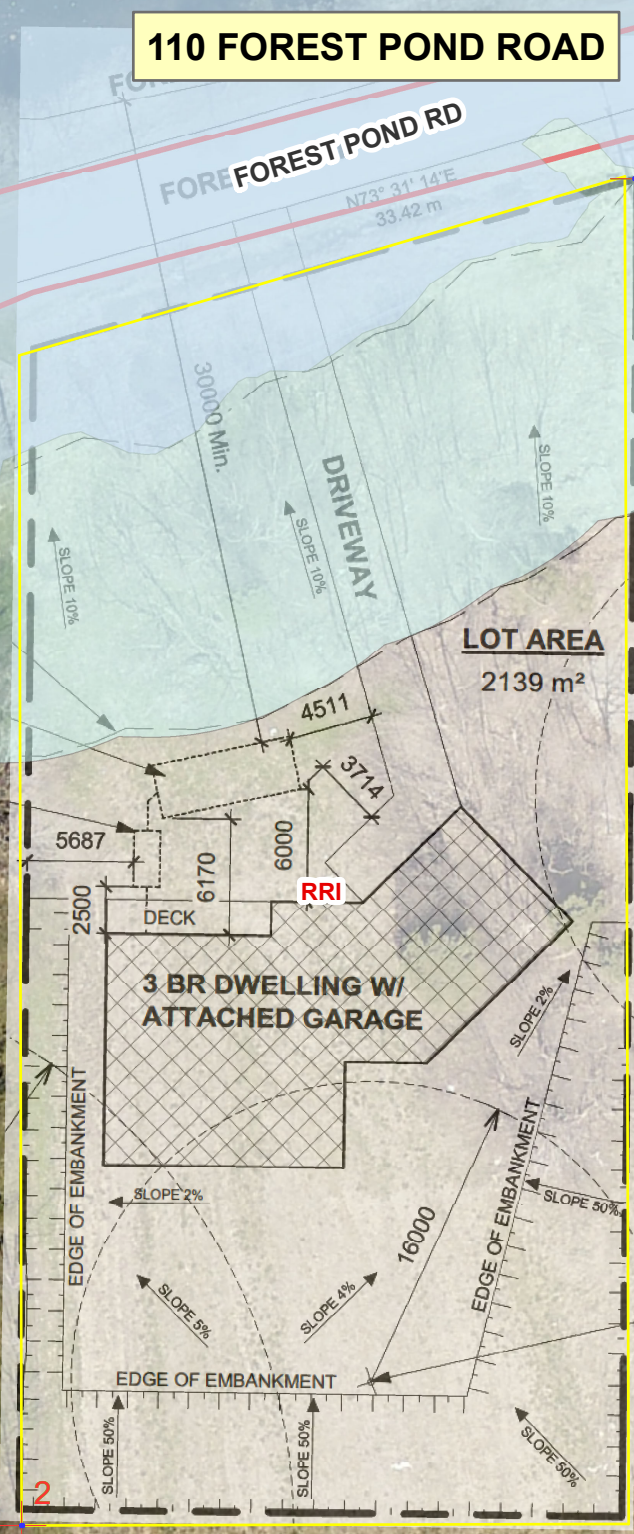 110 FOREST POND ROAD
FOREST POND RD
FORE
N73° 31' 14"E
33.42 m
30000 Min.
DRIVEWAY
SLOPE 10%
SLOPE 10%
SLOPE 10%
LOT AREA
2139 m²
4511
3714
5687
6170
6000
2500
RRI
DECK
3 BR DWELLING W/
ATTACHED GARAGE
SLOPE 2%
EDGE OF EMBANKMENT
SLOPE 2%
EDGE OF EMBANKMENT
SLOPE 50%
16000
SLOPE 5%
SLOPE 4%
EDGE OF EMBANKMENT
SLOPE 50%
SLOPE 50%
SLOPE 50%
2